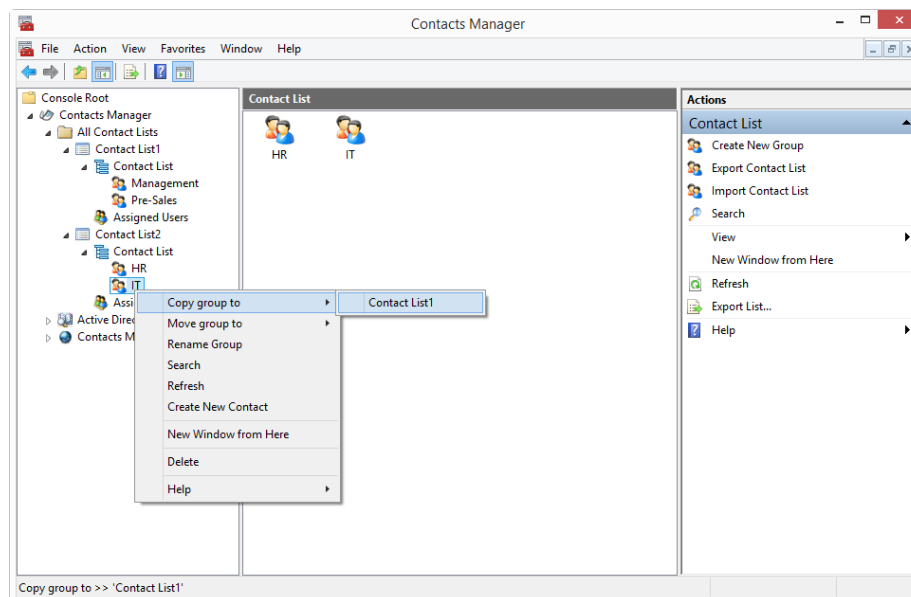 Contacts Manager
File Action View Favorites Window Help
Console Root
Contacts Manager
All Contact Lists
Contact List1
Contact List
Management
Pre-Sales
Assigned Users
Contact List2
Contact List
HR
IT
Assi
Active Direc
Contacts M
Contact List
HR
IT
Copy group to
Move group to
Rename Group
Search
Refresh
Create New Contact
New Window from Here
Delete
Help
Contact List1
Actions
Contact List
Create New Group
Export Contact List
Import Contact List
Search
View
New Window from Here
Refresh
Export List...
Help
Copy group to >> 'Contact List1'